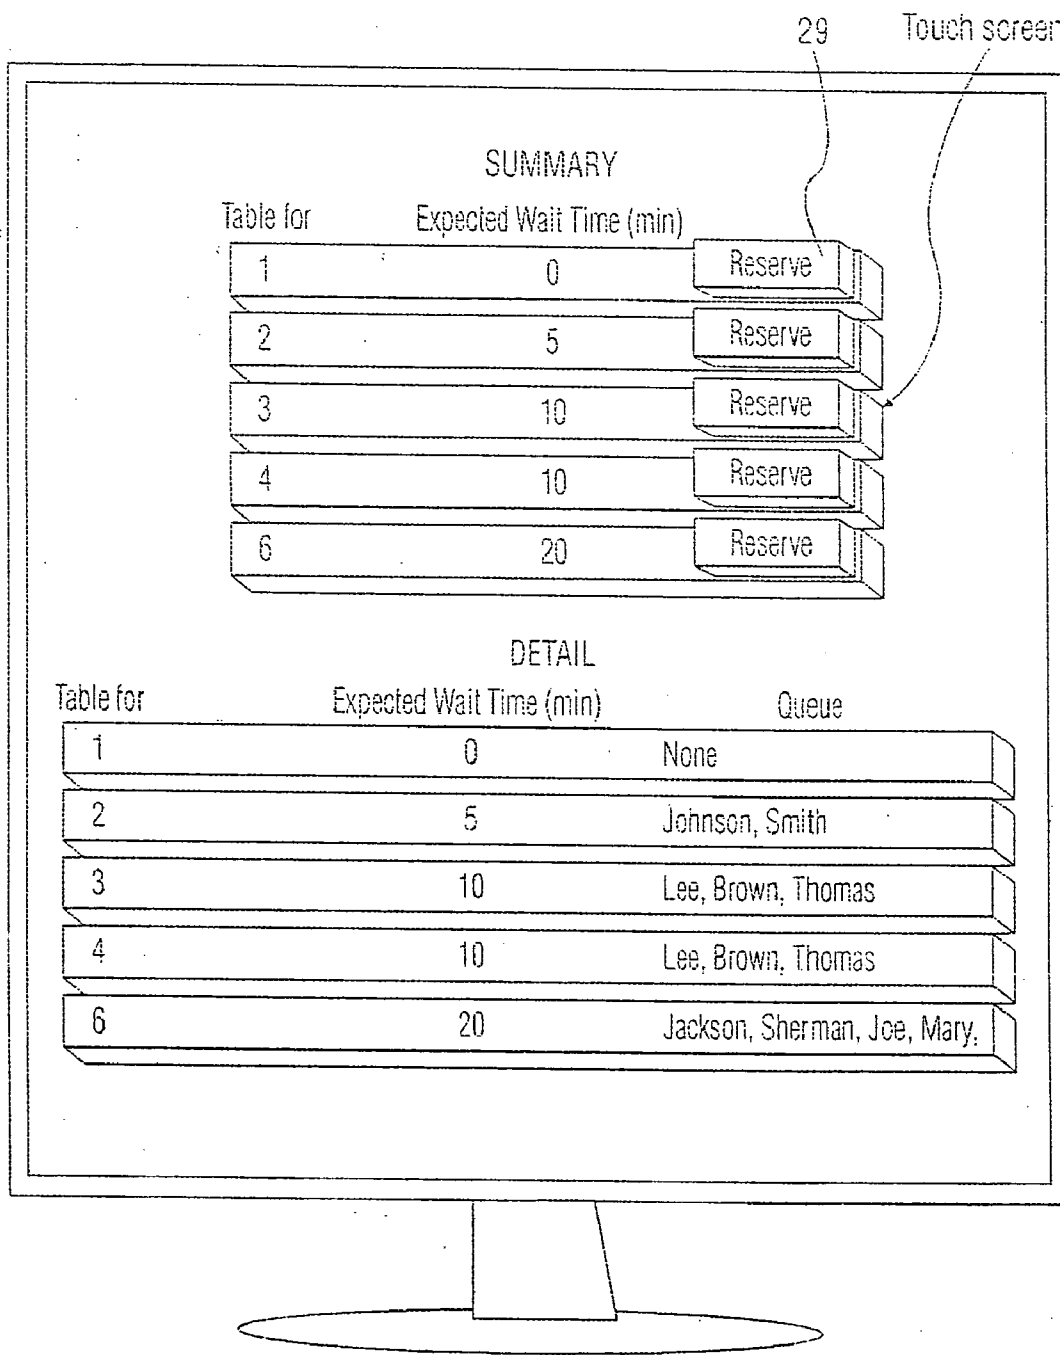 29 Touch screen
SUMMARY
Table for Expected Wait Time (min)
1 0 Reserve
2 5 Reserve
3 10 Reserve
4 10 Reserve
6 20 Reserve
DETAIL
Table for Expected Wait Time (min) Queue
1 0 None
2 5 Johnson, Smith
3 10 Lee, Brown, Thomas
4 10 Lee, Brown, Thomas
6 20 Jackson, Sherman, Joe, Mary,